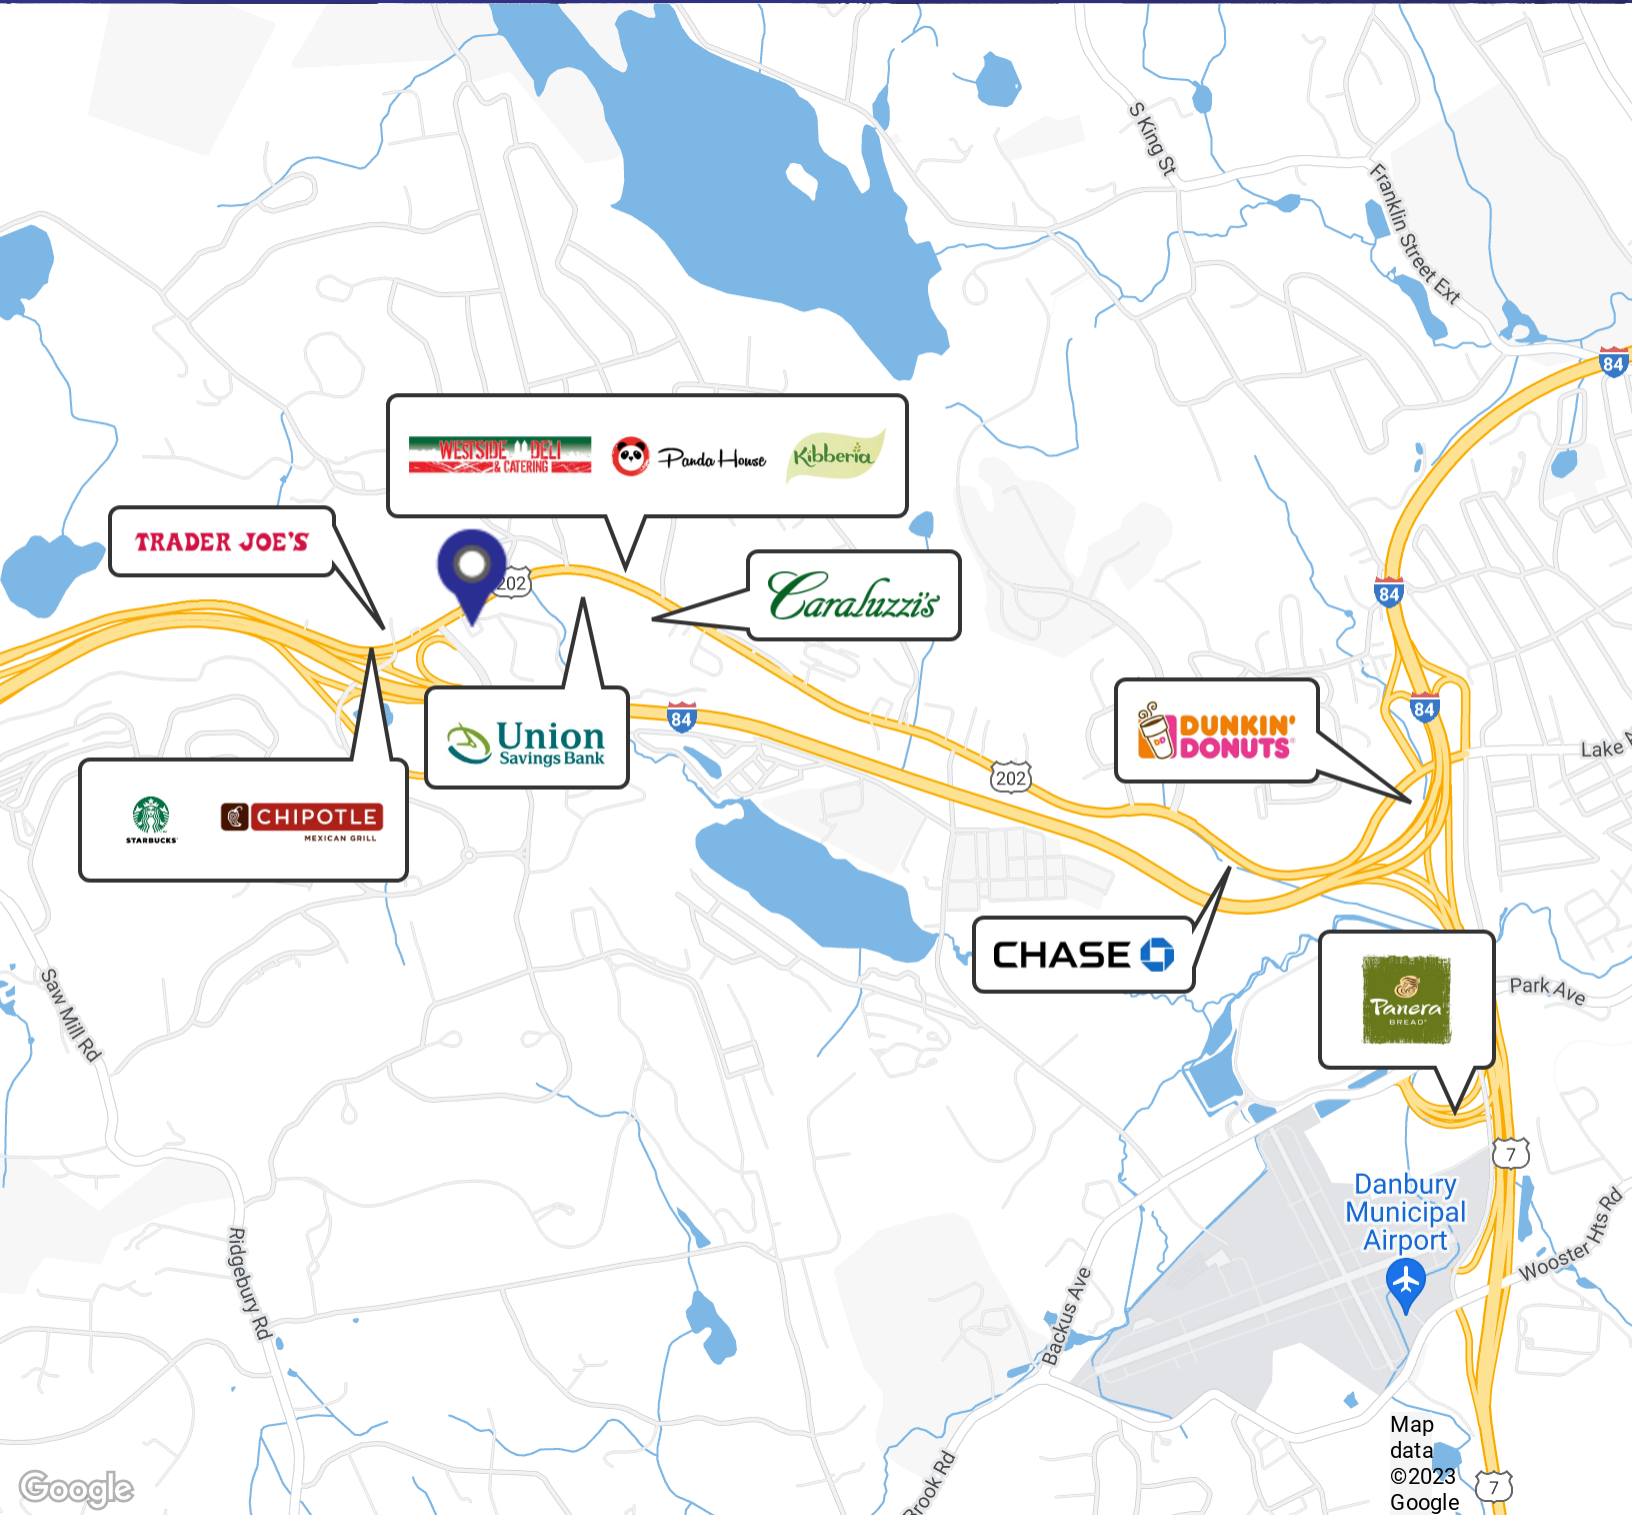 S King St
Franklin Street Ext
84
WESTSIDE DELI
& CATERING
Panda House
Kibberia
TRADER JOE'S
202
Caraluzzi's
84
84
84
Union
Savings Bank
DUNKIN'
DONUTS
DD
Lake
202
STARBUCKS
CHIPOTLE
MEXICAN GRILL
CHASE
Panera
BREAD
Park Ave
Saw Mill Rd
7
Danbury
Municipal
Airport
Wooster Hts Rd
Ridgebury Rd
Backus Ave
Brook Rd
Map
data
©2023
Google
Google
7